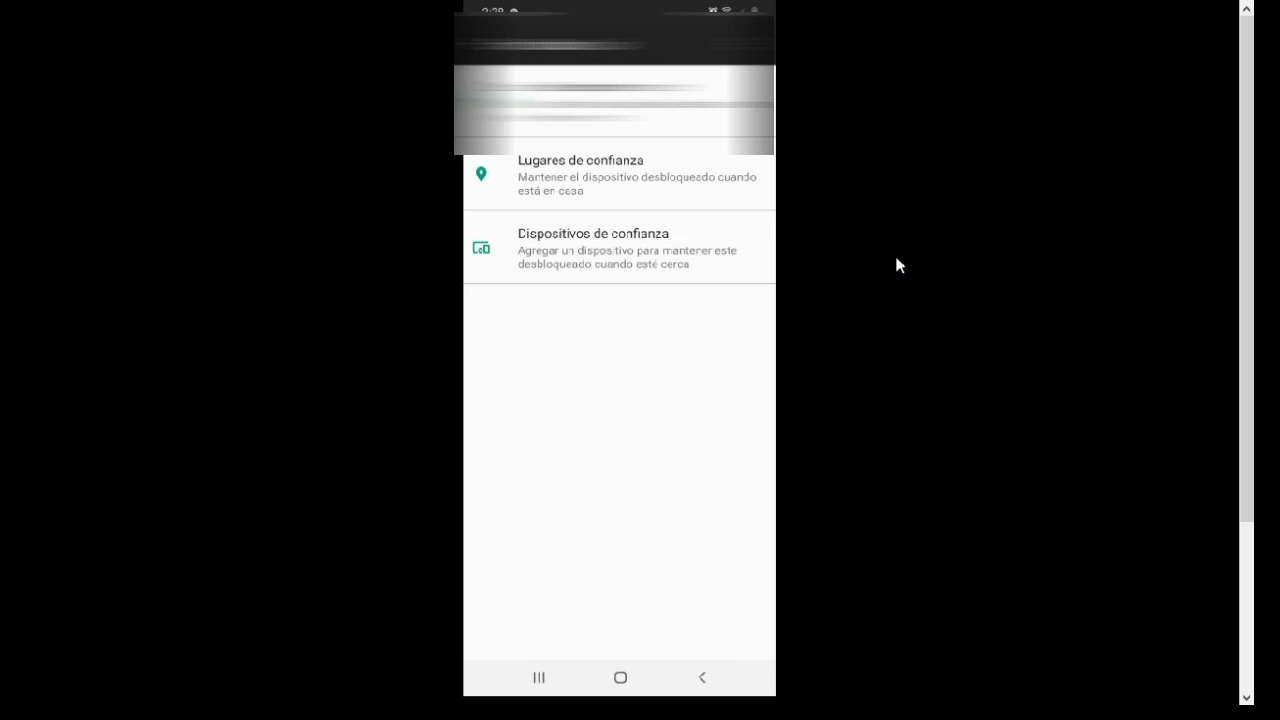 Lugares de confianza
Mantener el dispositivo desbloqueado cuando
está en casa
Dispositivos de confianza
Agregar un dispositivo para mantener este
desbloqueado cuando esté cerca